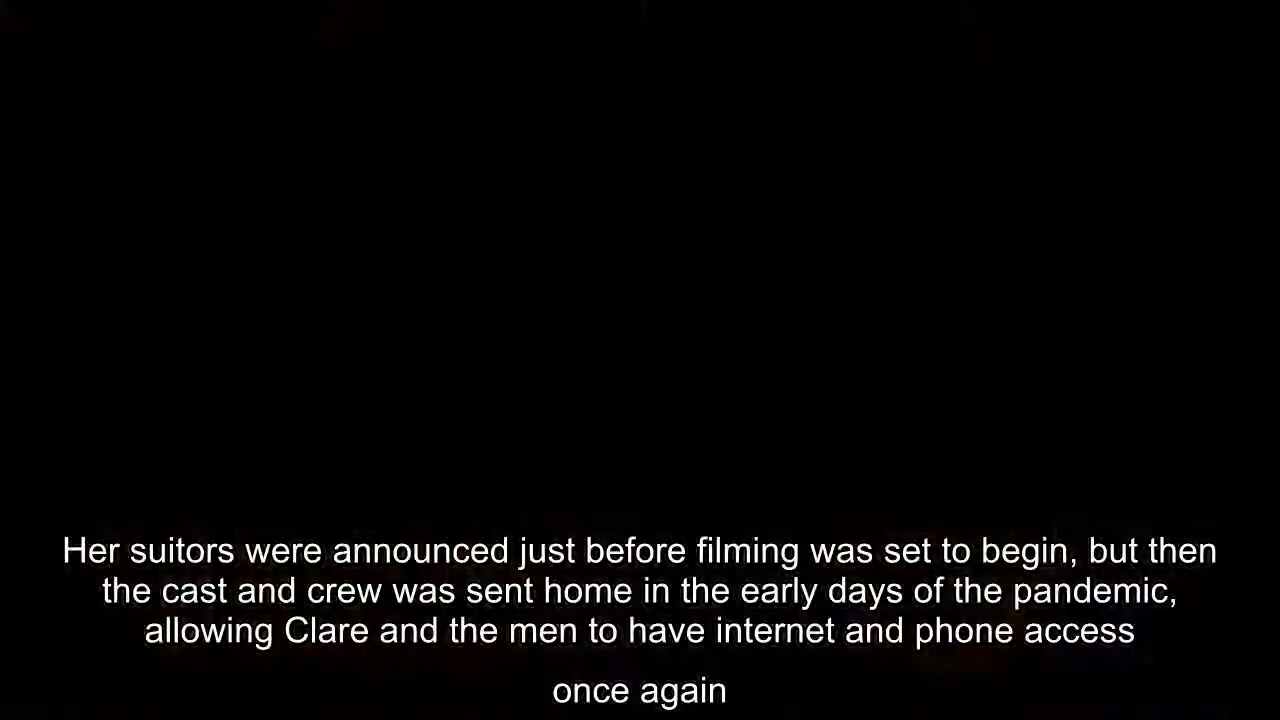 Her suitors were announced just before filming was set to begin, but then
the cast and crew was sent home in the early days of the pandemic,
allowing Clare and the men to have internet and phone access
once again